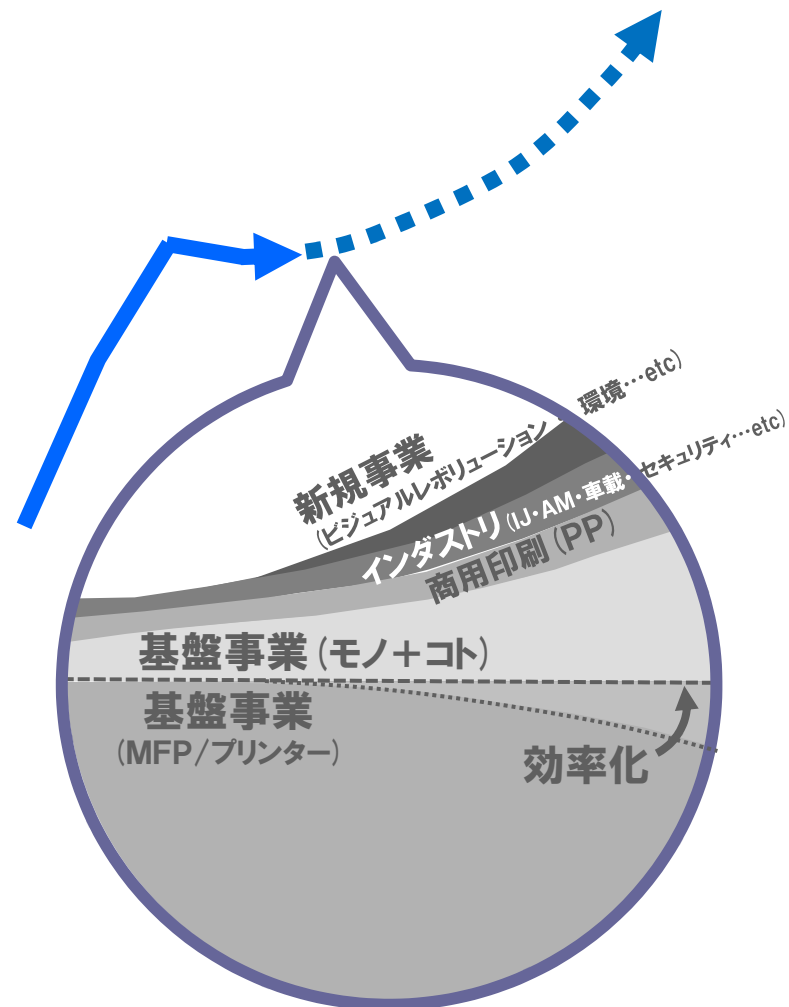 新規事業
(ビジュアルレボリューション・環境…etc)
インダストリ(IJ・AM・車載・セキュリティ…etc)
商用印刷(PP)
基盤事業(モノ+コト)
基盤事業
(MFP/プリンター)
効率化